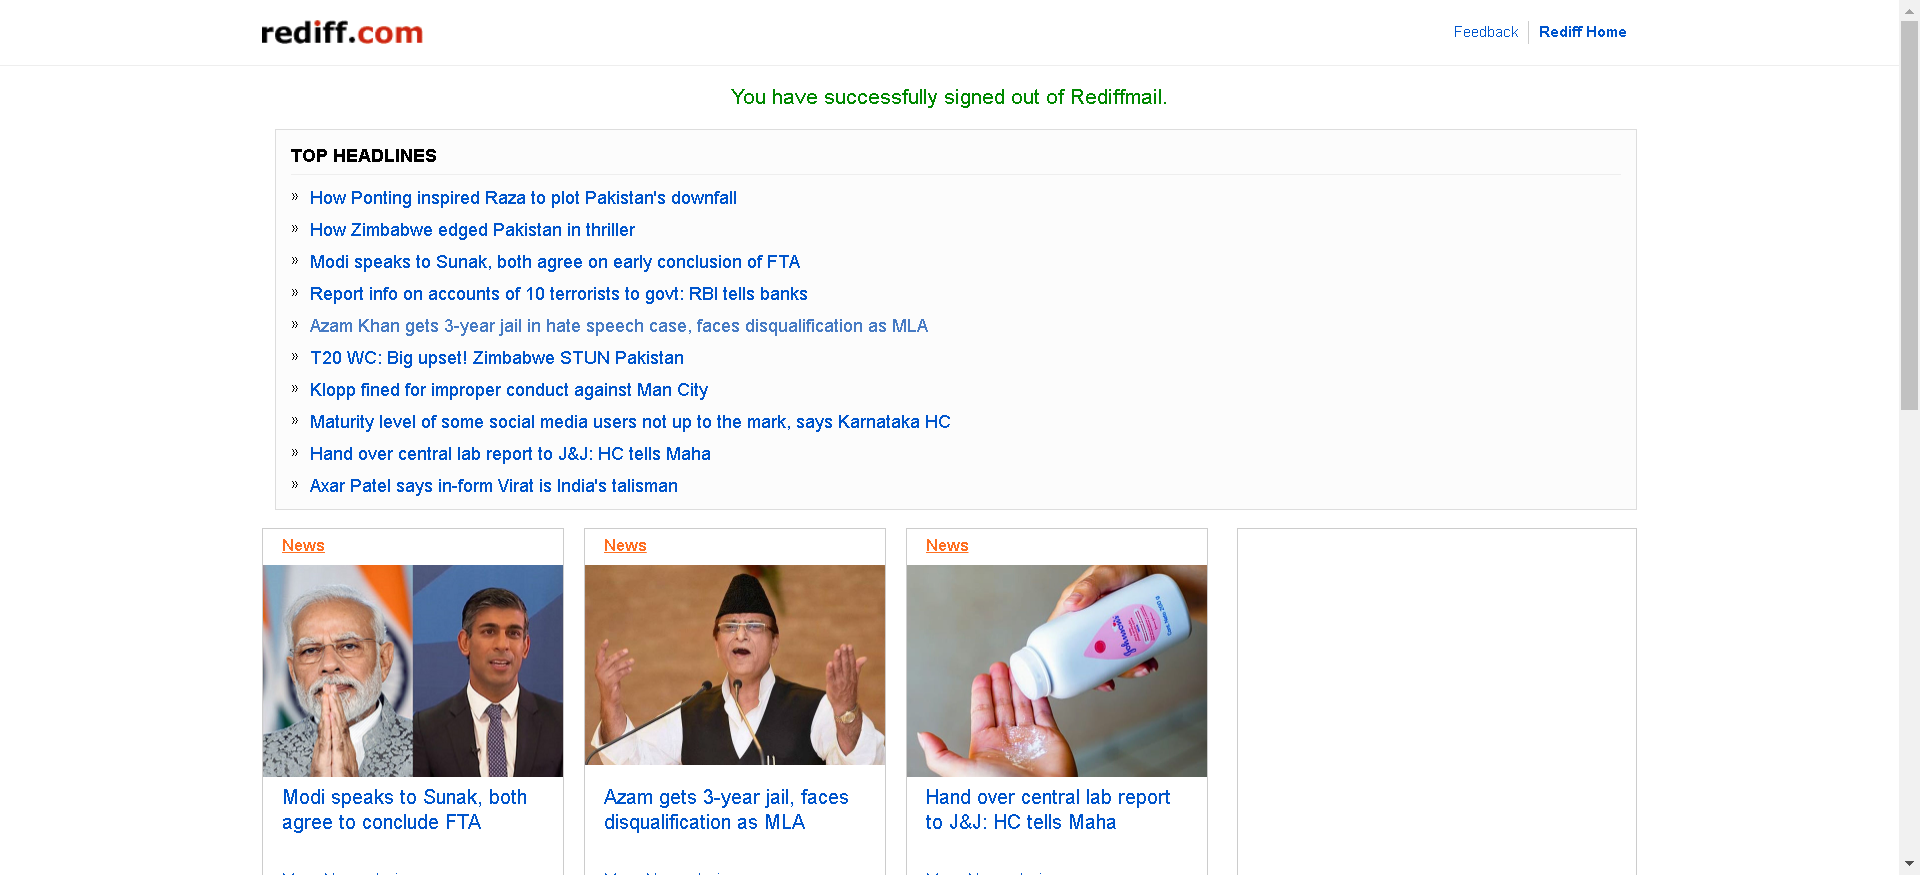 rediff.com
Feedback
Rediff Home
You have successfully signed out of Rediffmail.
TOP HEADLINES
» How Ponting inspired Raza to plot Pakistan's downfall
» How Zimbabwe edged Pakistan in thriller
» Modi speaks to Sunak, both agree on early conclusion of FTA
» Report info on accounts of 10 terrorists to govt: RBI tells banks
» Azam Khan gets 3-year jail in hate speech case, faces disqualification as MLA
» T20 WC: Big upset! Zimbabwe STUN Pakistan
» Klopp fined for improper conduct against Man City
» Maturity level of some social media users not up to the mark, says Karnataka HC
» Hand over central lab report to J&J: HC tells Maha
» Axar Patel says in-form Virat is India's talisman
News
Modi speaks to Sunak, both
agree to conclude FTA
News
Azam gets 3-year jail, faces
disqualification as MLA
News
Hand over central lab report
to J&J: HC tells Maha